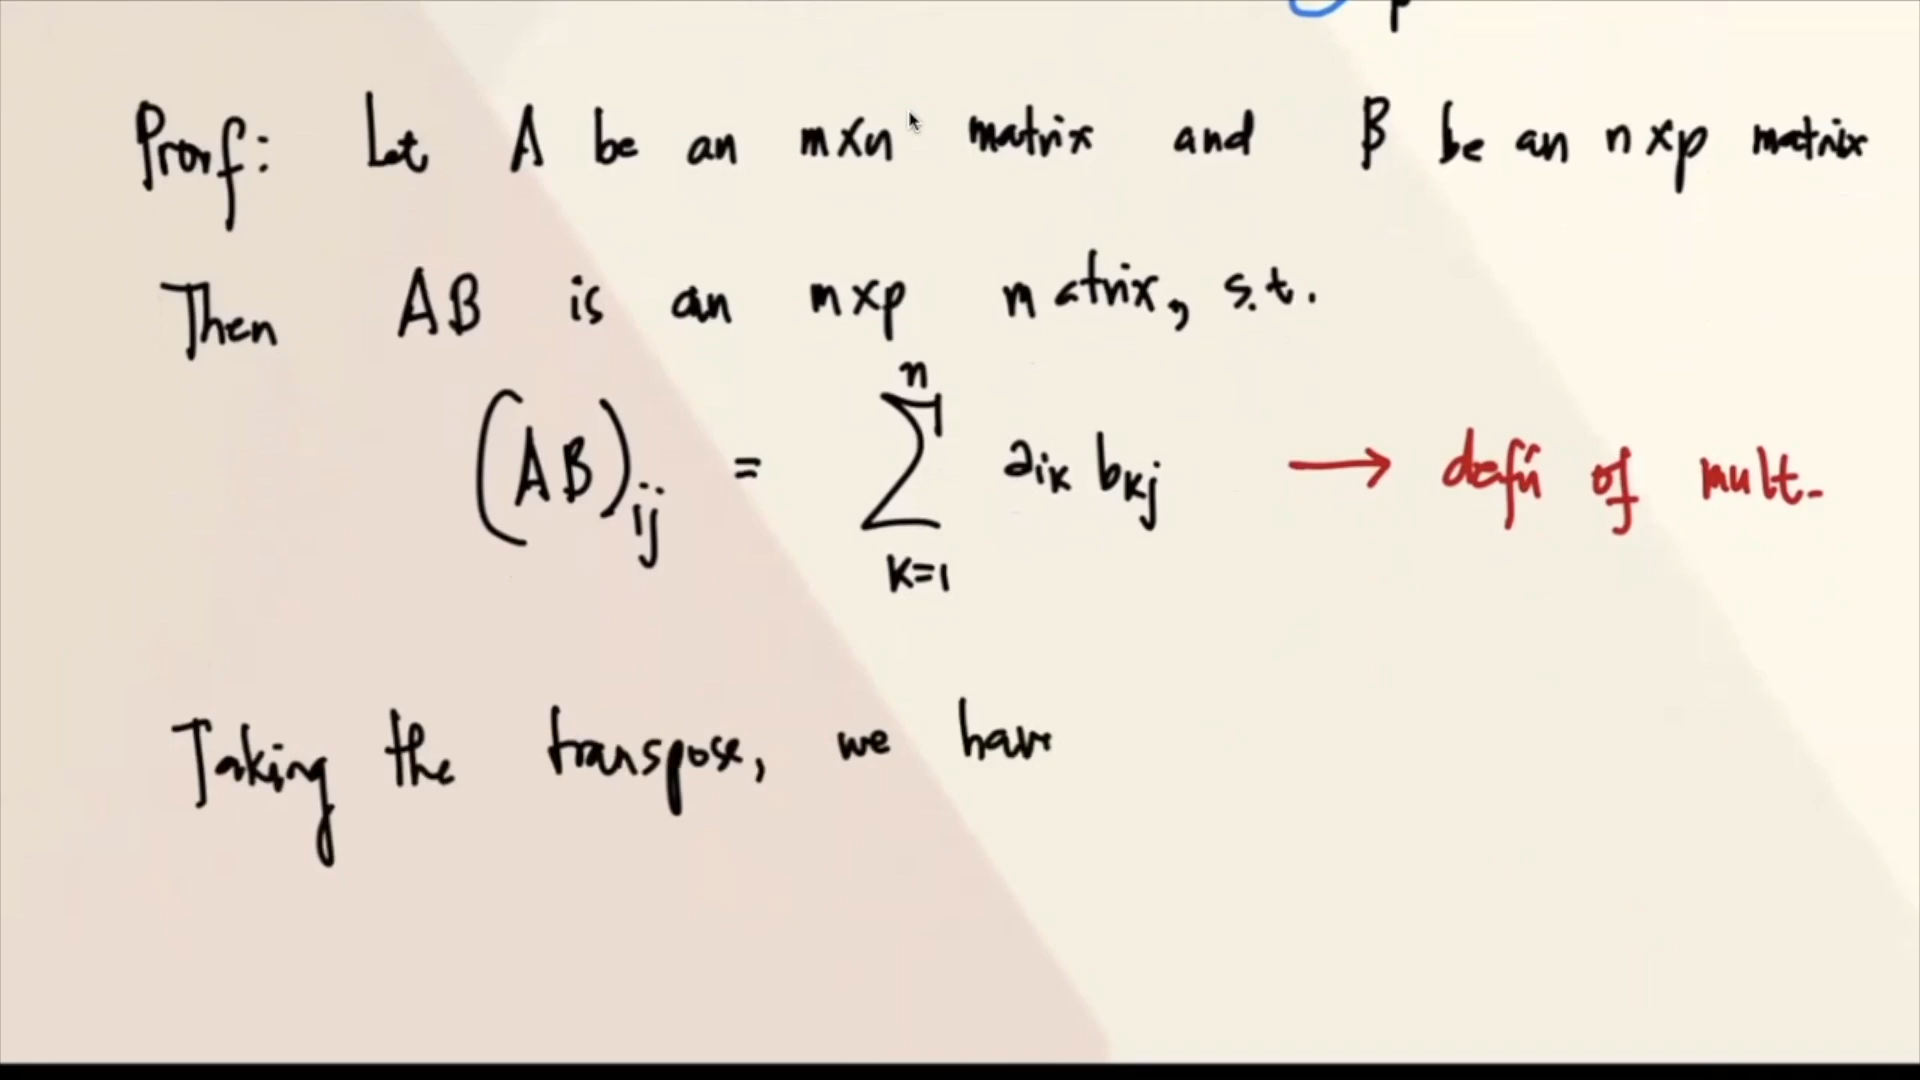 Proof: Let A be an m×n matrix and B be an n×p matrix
Then AB is an m×p matrix, s.t.
(AB)ij = ∑_{k=1}^{n} aik bkj → defn of mult.
Taking the transpose, we have